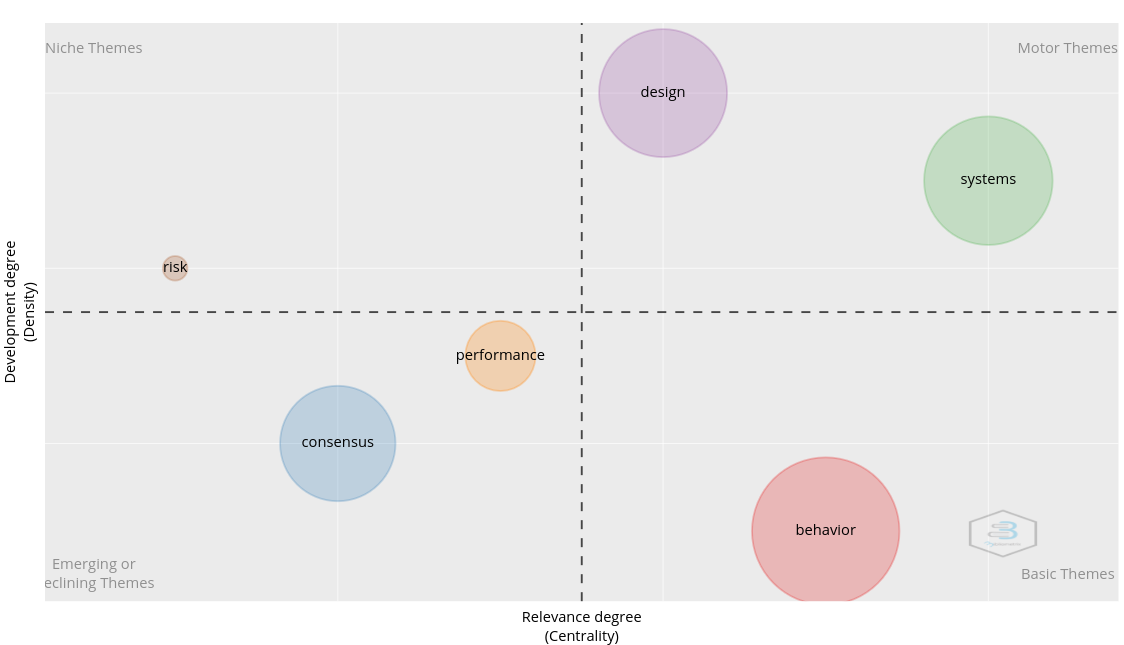 Niche Themes
Motor Themes
design
systems
risk
Development degree
(Density)
performance
consensus
behavior
Emerging or
eclining Themes
Basic Themes
Relevance degree
(Centrality)